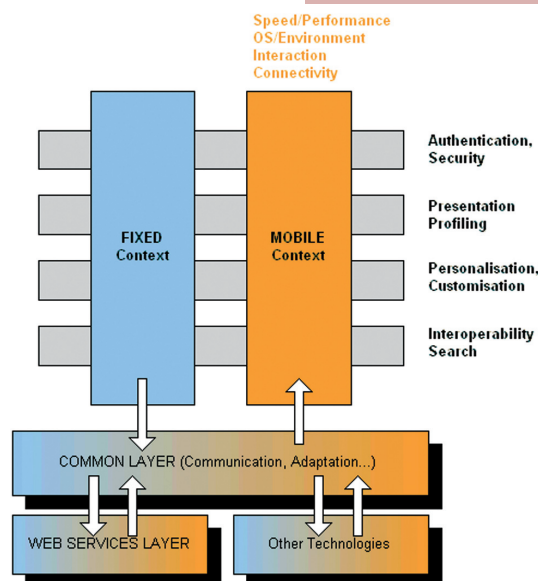 Speed/Performance
OS/Environment
Interaction
Connectivity
Authentication,
Security
Presentation
Profiling
FIXED
Context
MOBILE
Context
Personalisation,
Customisation
Interoperability
Search
COMMON LAYER (Communication, Adaptation...)
WEB SERVICES LAYER
Other Technologies